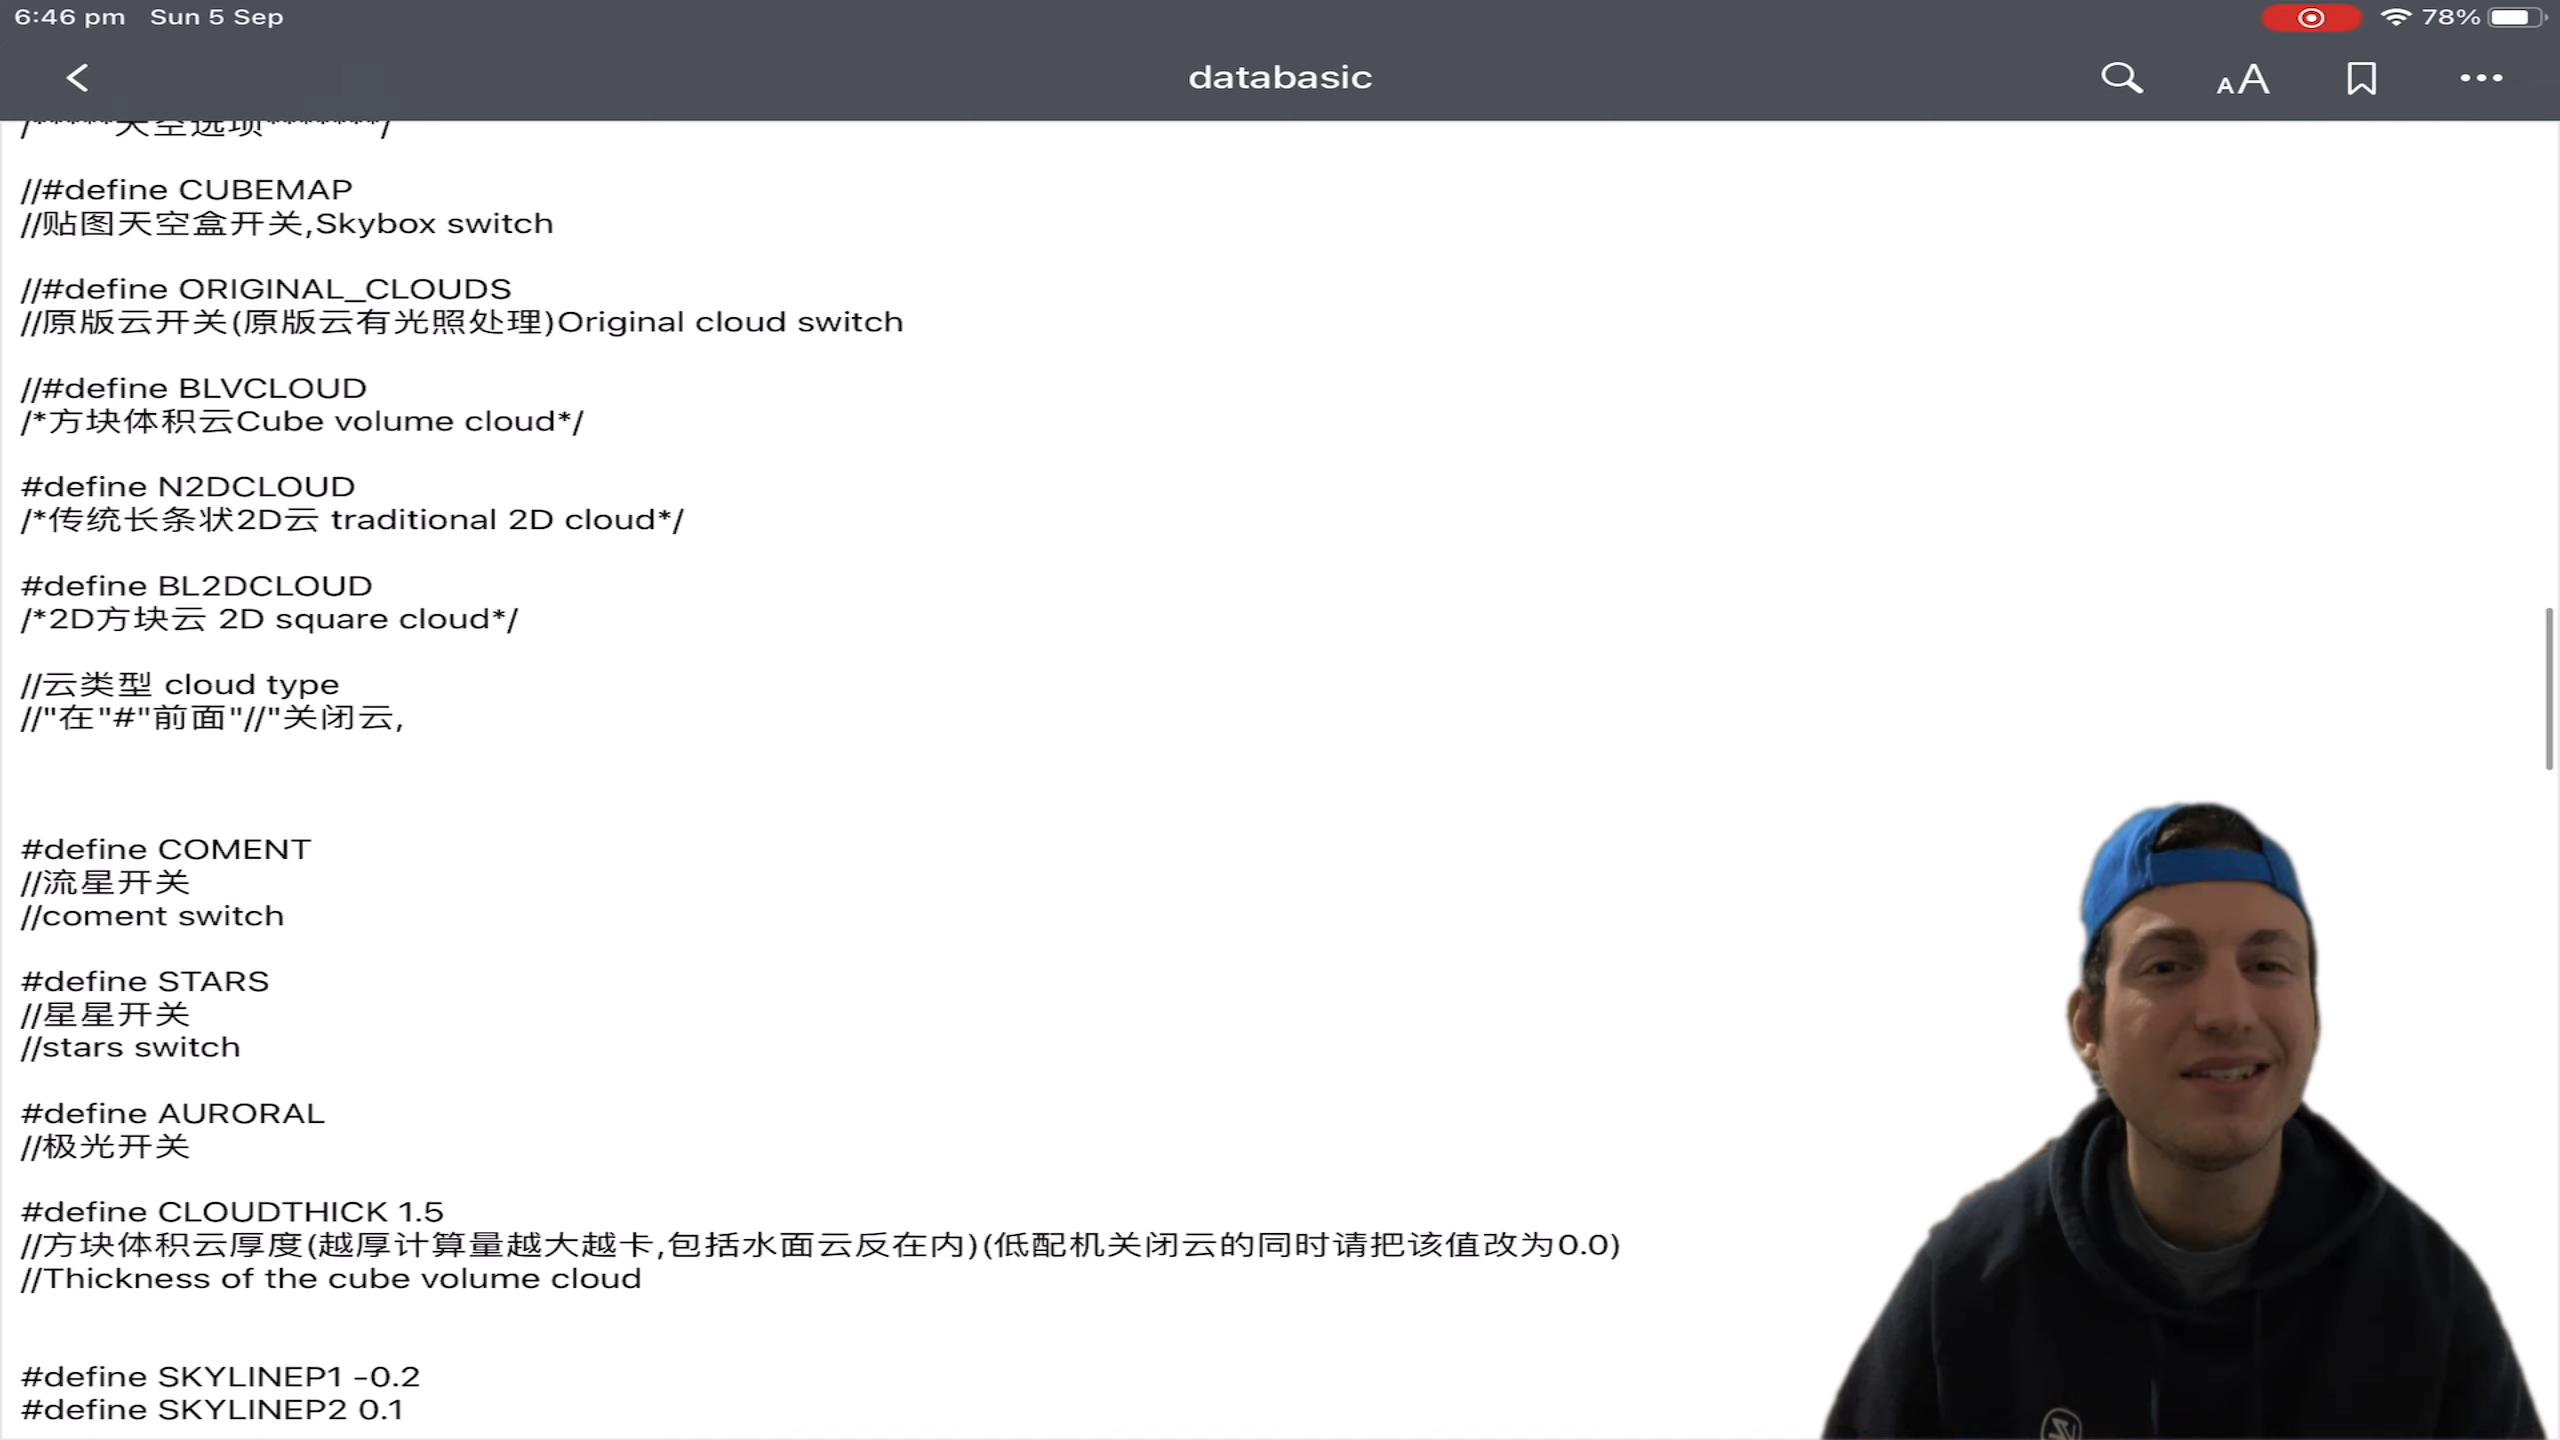 6:46 pm Sun 5 Sep
78%
databasic
AA
/*****天空选项*******/
//#define CUBEMAP
//贴图天空盒开关,Skybox switch
//#define ORIGINAL_CLOUDS
//原版云开关(原版云有光照处理)Original cloud switch
//#define BLVCLOUD
/*方块体积云Cube volume cloud*/
#define N2DCLOUD
/*传统长条状2D云 traditional 2D cloud*/
#define BL2DCLOUD
/*2D方块云 2D square cloud*/
//云类型 cloud type
//"在"#"前面"//"关闭云,
#define COMENT
//流星开关
//coment switch
#define STARS
//星星开关
//stars switch
#define AURORAL
//极光开关
#define CLOUDTHICK 1.5
//方块体积云厚度(越厚计算量越大越卡,包括水面云反在内)(低配机关闭云的同时请把该值改为0.0)
//Thickness of the cube volume cloud
#define SKYLINEP1 -0.2
#define SKYLINEP2 0.1